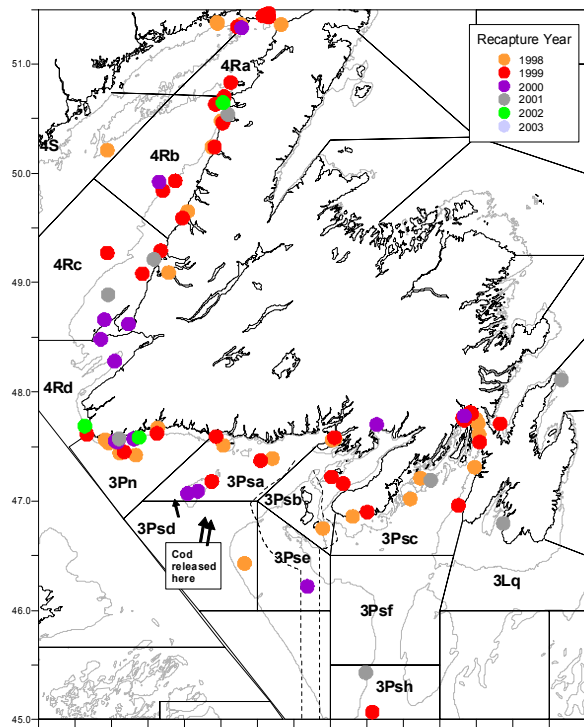 Recapture Year
1998
1999
2000
2001
2002
2003
51.0
50.0
49.0
48.0
47.0
46.0
45.0
4Ra
4S
4Rb
4Rc
4Rd
3Pn
3Psa
3Psb
3Psd
3Psc
3Pse
3Lq
3Psf
3Psh
Cod
released
here